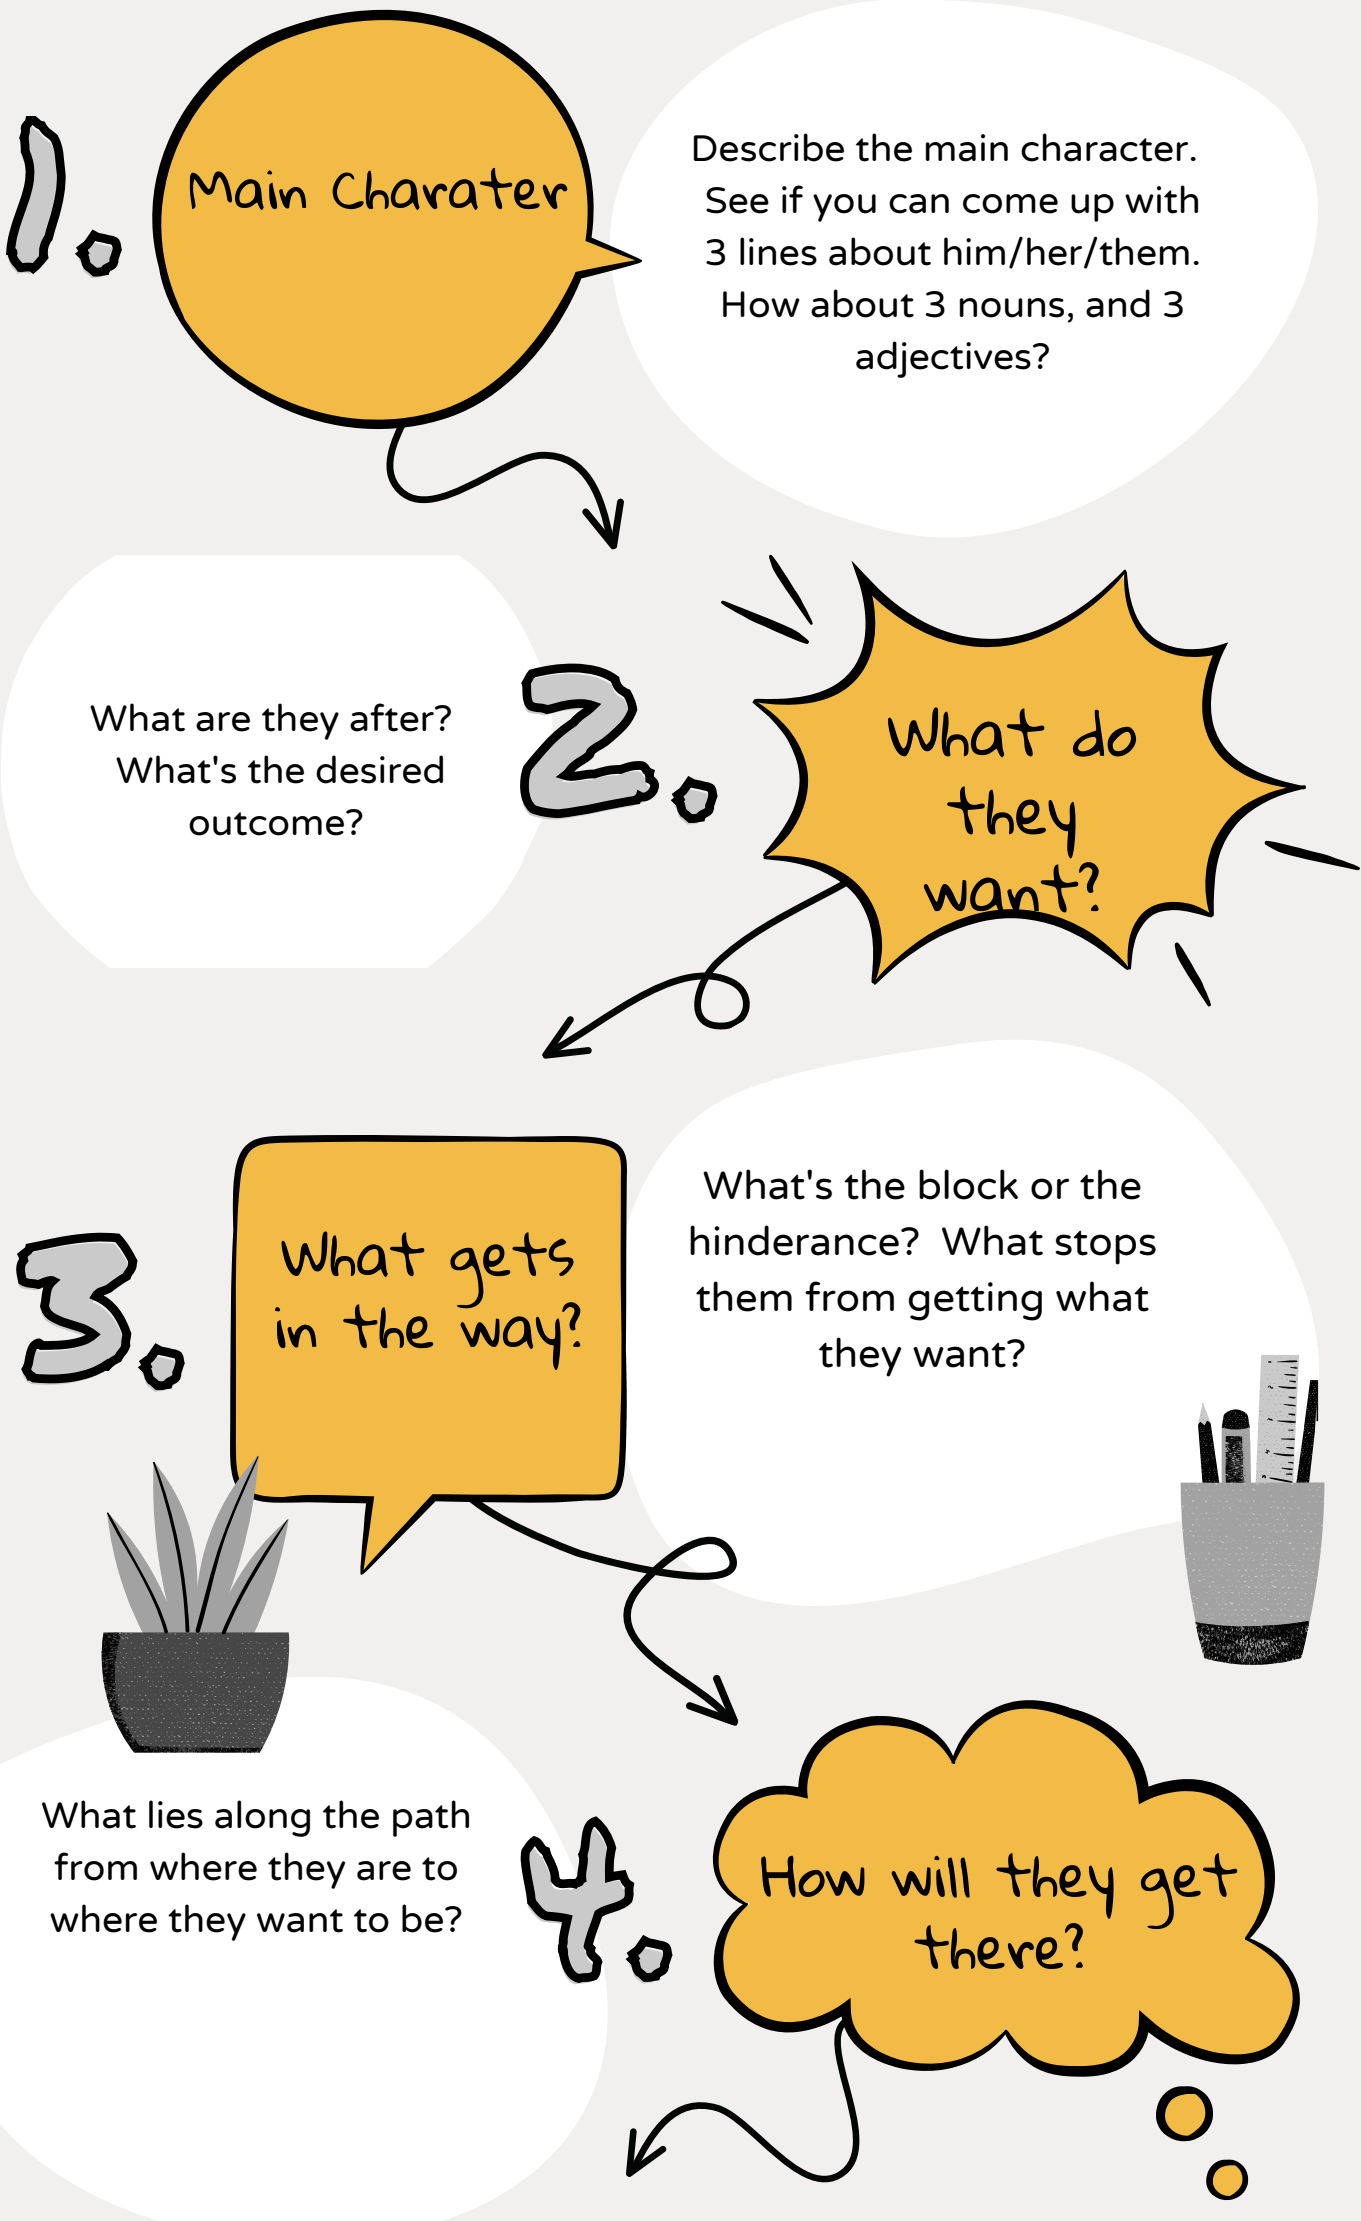 1.
Main Charater
Describe the main character.
See if you can come up with
3 lines about him/her/them.
How about 3 nouns, and 3
adjectives?
What are they after?
What's the desired
outcome?
2.
What do
they
want?
3.
What gets
in the way?
What's the block or the
hinderance?  What stops
them from getting what
they want?
What lies along the path
from where they are to
where they want to be?
4.
How will they get
there?